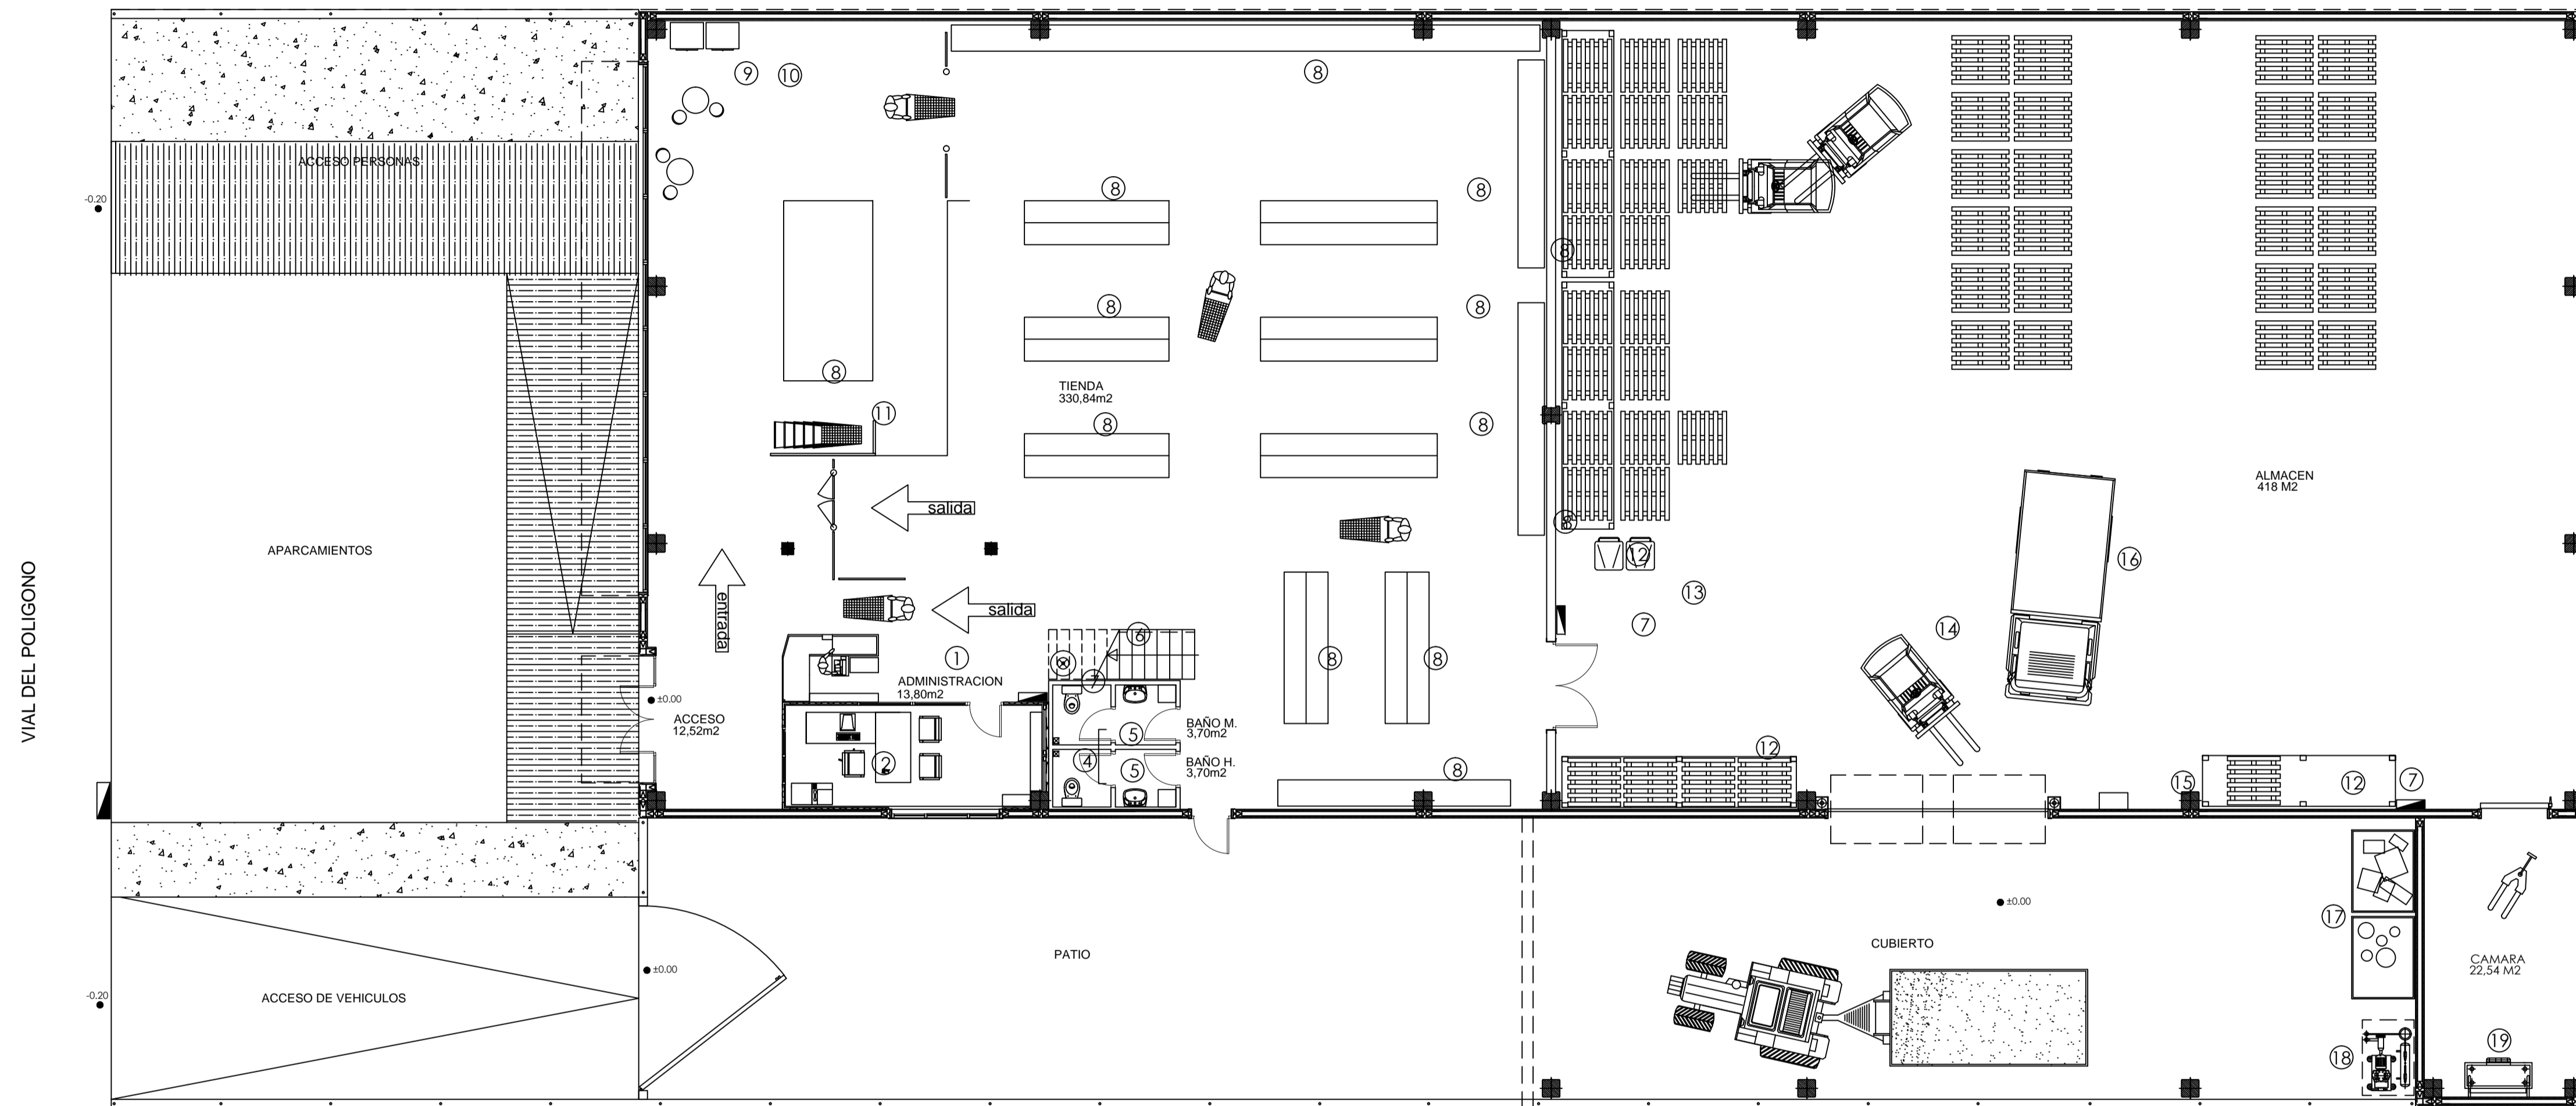 VIAL DEL POLIGONO
ACCESO PERSONAS
-0.20
APARCAMIENTOS
ACCESO DE VEHICULOS
-0.20
9
10
8
8
8
8
8
8
8
8
11
TIENDA
330,84m2
8
8
8
salida
salida
entrada
±0.00
ACCESO
12,52m2
1
ADMINISTRACION
13,80m2
2
6
7
5
4
5
BAÑO M.
3,70m2
BAÑO H.
3,70m2
8
8
8
12
13
7
14
16
ALMACEN
418 M2
12
15
12
7
±0.00
PATIO
±0.00
CUBIERTO
17
18
CAMARA
22,54 M2
19